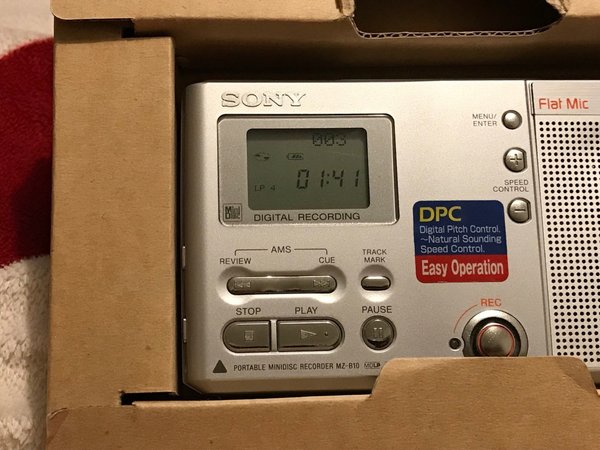 SONY
Flat Mic
MENU/
ENTER
003
LP 4
01:41
SPEED
CONTROL
MiniDisc
DIGITAL RECORDING
DPC
Digital Pitch Control.
~Natural Sounding
Speed Control.
Easy Operation
AMS
REVIEW
CUE
TRACK
MARK
STOP
PLAY
PAUSE
REC
PORTABLE MINIDISC RECORDER MZ-B10 MDLP